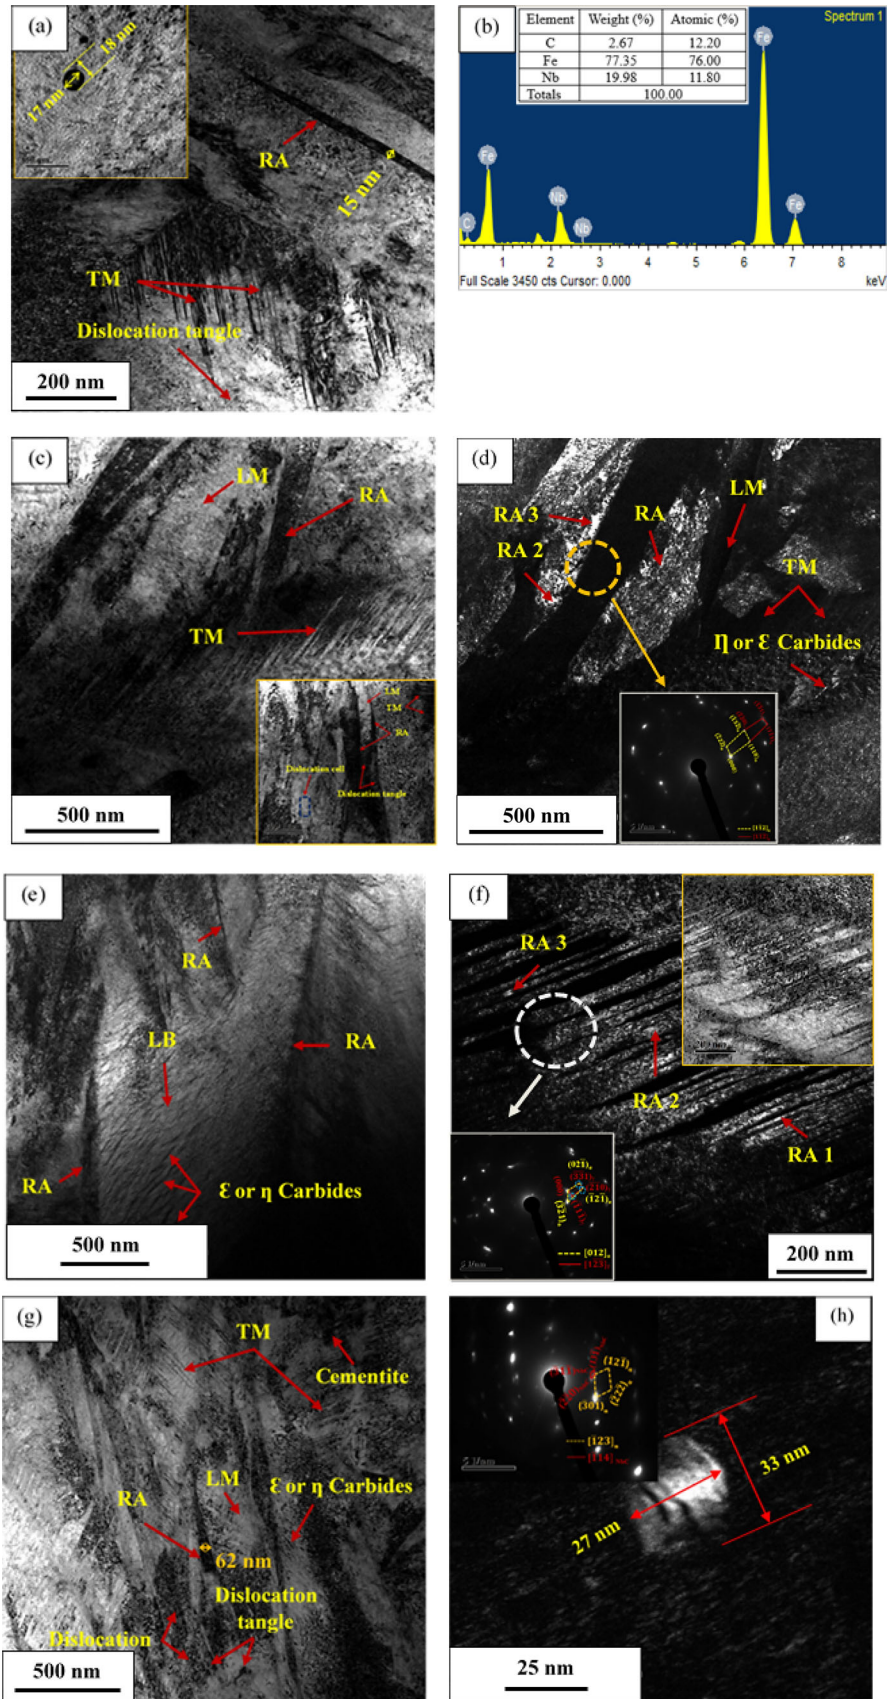 (a)
18 nm
17 nm
RA
15 nm
TM
Dislocation tangle
200 nm
(b)
Spectrum 1
Element Weight (%) Atomic (%)
C 2.67 12.20
Fe 77.35 76.00
Nb 19.98 11.80
Totals 100.00
Fe
Fe
Nb
C
Nb
Fe
1 2 3 4 5 6 7 8
Full Scale 3450 cts Cursor: 0.000 keV
(c)
LM
RA
TM
LM
TM
RA
Dislocation cell
Dislocation tangle
500 nm
(d)
LM
RA 3
RA
RA 2
TM
Ƞ or Ɛ Carbides
500 nm
(e)
RA
LB
RA
RA
Ɛ or η Carbides
500 nm
(f)
RA 3
RA 2
RA 1
[012]α
200 nm
(g)
TM
Cementite
LM
Ɛ or η Carbides
RA
62 nm
Dislocation
Dislocation tangle
500 nm
(h)
(301)α
33 nm
27 nm
25 nm